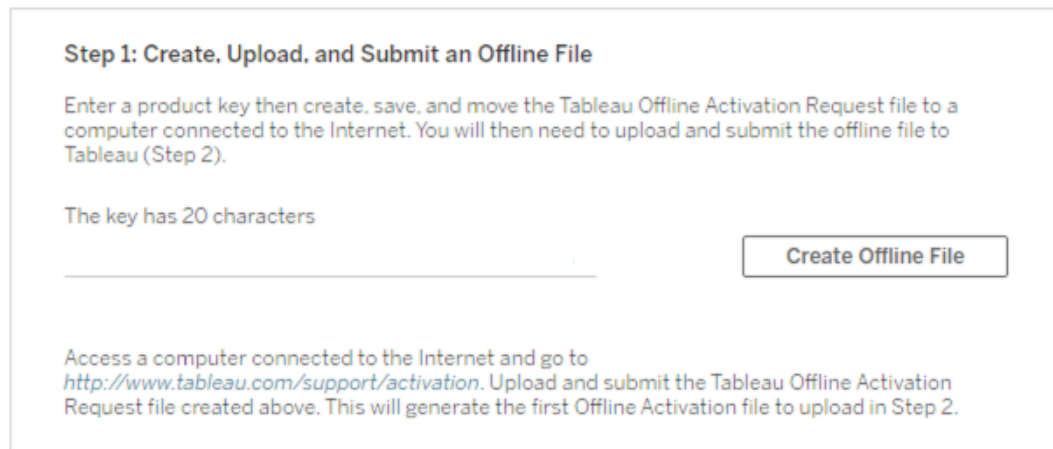 Step 1: Create, Upload, and Submit an Offline File
Enter a product key then create, save, and move the Tableau Offline Activation Request file to a
computer connected to the Internet. You will then need to upload and submit the offline file to
Tableau (Step 2).
The key has 20 characters
Create Offline File
Access a computer connected to the Internet and go to
http://www.tableau.com/support/activation. Upload and submit the Tableau Offline Activation
Request file created above. This will generate the first Offline Activation file to upload in Step 2.